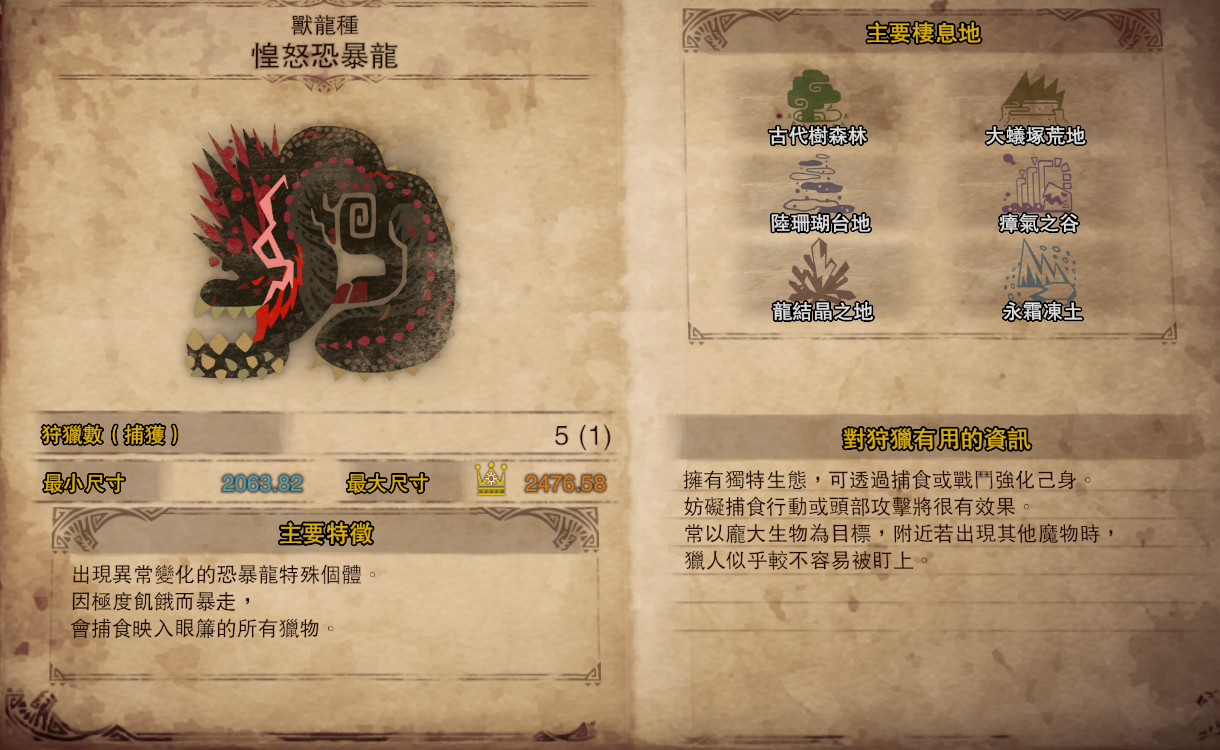 獸龍種
惶怒恐暴龍
狩獵數（捕獲）
5 (1)
最小尺寸
2063.82
最大尺寸
2476.58
主要特徵
出現異常變化的恐暴龍特殊個體。
因極度飢餓而暴走，
會捕食映入眼簾的所有獵物。
主要棲息地
古代樹森林
大蟻塚荒地
陸珊瑚台地
瘴氣之谷
龍結晶之地
永霜凍土
對狩獵有用的資訊
擁有獨特生態，可透過捕食或戰鬥強化己身。
妨礙捕食行動或頭部攻擊將很有效果。
常以龐大生物為目標，附近若出現其他魔物時，
獵人似乎較不容易被盯上。